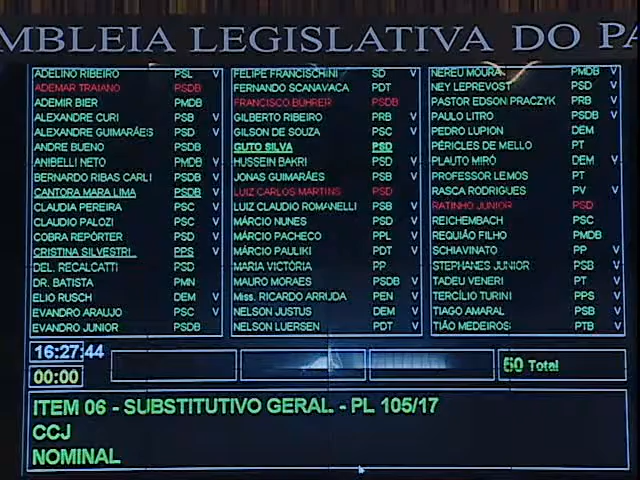 MBLEIA LEGISLATIVA DO PA
ADELINO RIBEIRO PSL V
ADEMAR TRAIANO PSDB
ADEMIR BIER PMDB
ALEXANDRE CURI PSB V
ALEXANDRE GUIMARÃES PSD V
ANDRE BUENO PSDB
ANIBELLI NETO PMDB V
BERNARDO RIBAS CARLI PSDB V
CANTORA MARA LIMA PSDB V
CLAUDIA PEREIRA PSC V
CLAUDIO PALOZI PSC V
COBRA REPÓRTER PSD V
CRISTINA SILVESTRI PPS V
DEL. RECALCATTI PSD
DR. BATISTA PMN
ELIO RUSCH DEM V
EVANDRO ARAUJO PSC V
EVANDRO JUNIOR PSDB
FELIPE FRANCISCHINI SD V
FERNANDO SCANAVACA PDT
FRANCISCO BÜHRER PSDB
GILBERTO RIBEIRO PRB V
GILSON DE SOUZA PSC V
GUTO SILVA PSD
HUSSEIN BAKRI PSD V
JONAS GUIMARÃES PSB V
LUIZ CARLOS MARTINS PSD
LUIZ CLAUDIO ROMANELLI PSB V
MÁRCIO NUNES PSD V
MÁRCIO PACHECO PPL V
MÁRCIO PAULIKI PDT V
MARIA VICTÓRIA PP
MAURO MORAES PSDB V
Miss. RICARDO ARRUDA PEN V
NELSON JUSTUS DEM V
NELSON LUERSEN PDT V
NEREU MOURA PMDB V
NEY LEPREVOST PSD V
PASTOR EDSON PRACZYK PRB V
PAULO LITRO PSDB V
PEDRO LUPION DEM
PÉRICLES DE MELLO PT
PLAUTO MIRÓ DEM V
PROFESSOR LEMOS PT
RASCA RODRIGUES PV V
RATINHO JUNIOR PSD
REICHEMBACH PSC
REQUIÃO FILHO PMDB
SCHIAVINATO PP V
STEPHANES JUNIOR PSB V
TADEU VENERI PT V
TERCÍLIO TURINI PPS V
TIAGO AMARAL PSB V
TIÃO MEDEIROS PTB V
16:27:44
00:00
50 Total
ITEM 06 - SUBSTITUTIVO GERAL - PL 105/17
CCJ
NOMINAL